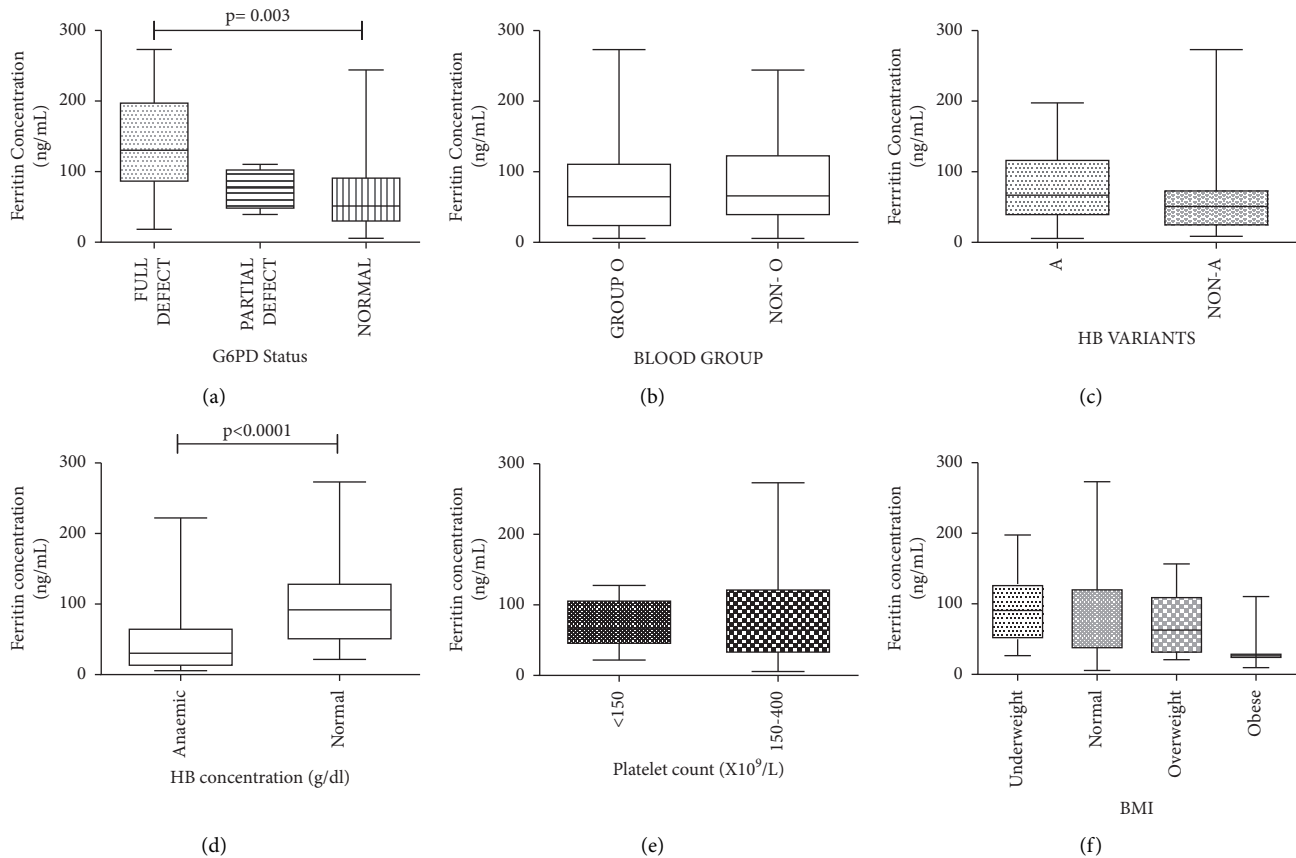 p= 0.003
Ferritin Concentration
(ng/mL)
300
200
100
0
FULL
DEFECT
PARTIAL
DEFECT
NORMAL
G6PD Status
(a)
Ferritin Concentration
(ng/mL)
300
200
100
0
GROUP O
NON- O
BLOOD GROUP
(b)
Ferrritin Concentration
(ng/mL)
300
200
100
0
A
NON-A
HB VARIANTS
(c)
p<0.0001
Ferritin concentration
(ng/mL)
300
200
100
0
Anaemic
Normal
HB concentration (g/dl)
(d)
Ferritin concentration
(ng/mL)
300
200
100
0
<150
150-400
Platelet count (X10⁹/L)
(e)
Ferritin concentration
(ng/mL)
300
200
100
0
Underweight
Normal
Overweight
Obese
BMI
(f)